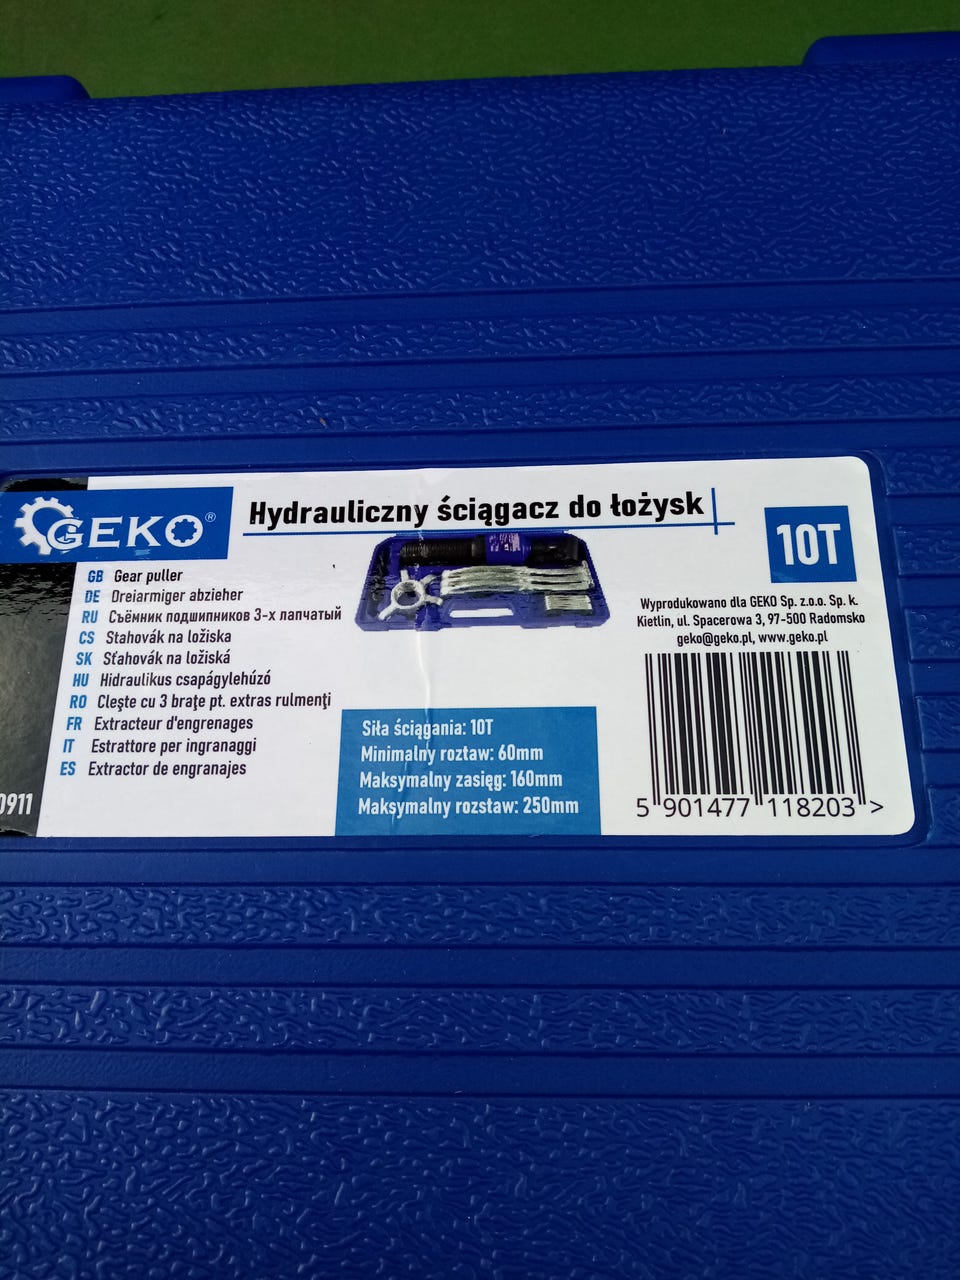 GEKO®
Hydrauliczny ściągacz do łożysk
10T
GB Gear puller
DE Dreiarmiger abzieher
RU Съёмник подшипников 3-х лапчатый
CS Stahovák na ložiska
SK Sťahovák na ložiská
HU Hidraulikus csapágylehúzó
RO Cleşte cu 3 braţe pt. extras rulmenţi
FR Extracteur d'engrenages
IT Estrattore per ingranaggi
ES Extractor de engranajes
0911
Siła ściągania: 10T
Minimalny roztaw: 60mm
Maksymalny zasięg: 160mm
Maksymalny rozstaw: 250mm
Wyprodukowano dla GEKO Sp. z.o.o. Sp. k.
Kietlin, ul. Spacerowa 3, 97-500 Radomsko
geko@geko.pl, www.geko.pl
5 901477 118203 >